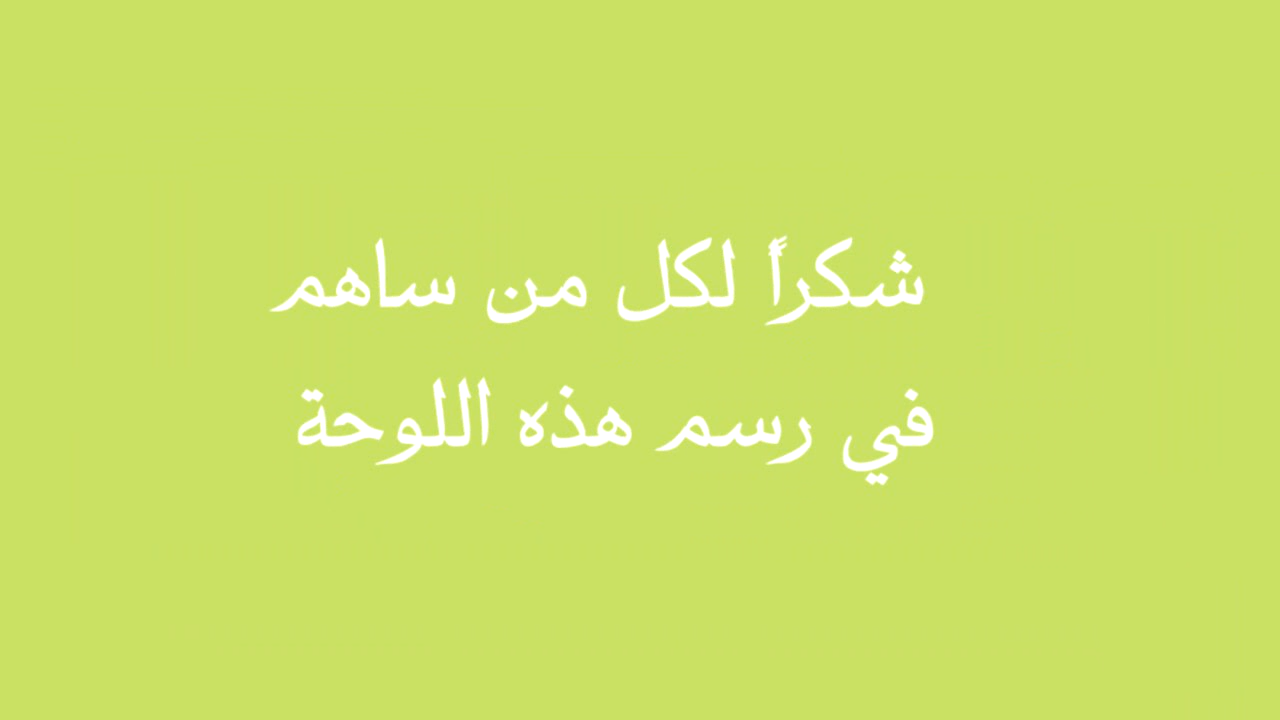 شكراً لكل من ساهم
في رسم هذه اللوحة